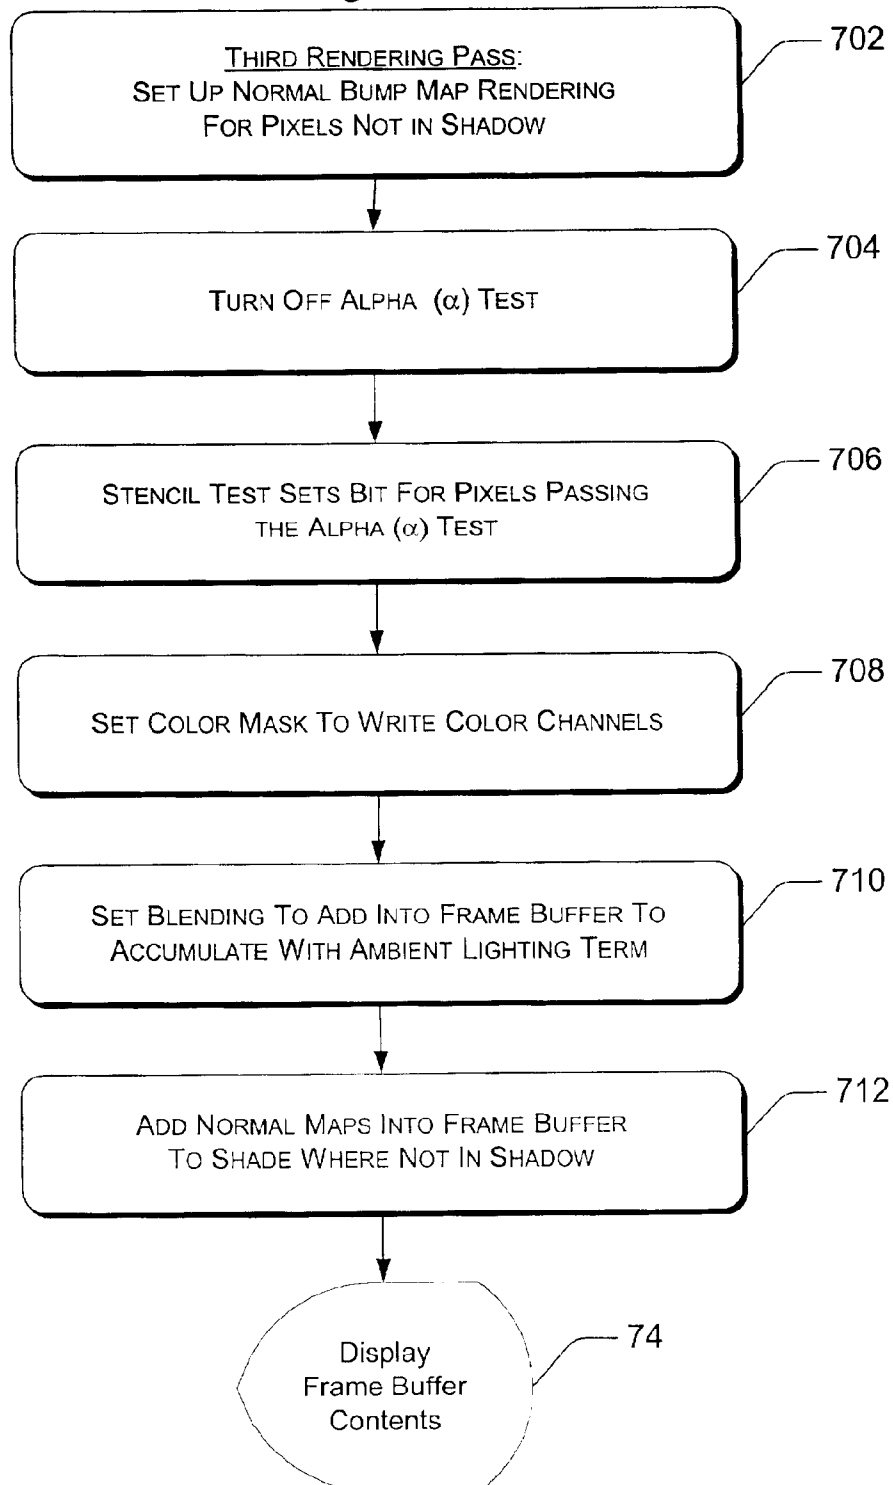 THIRD RENDERING PASS:
SET UP NORMAL BUMP MAP RENDERING
FOR PIXELS NOT IN SHADOW
702
TURN OFF ALPHA (α) TEST
704
STENCIL TEST SETS BIT FOR PIXELS PASSING
THE ALPHA (α) TEST
706
SET COLOR MASK TO WRITE COLOR CHANNELS
708
SET BLENDING TO ADD INTO FRAME BUFFER TO
ACCUMULATE WITH AMBIENT LIGHTING TERM
710
ADD NORMAL MAPS INTO FRAME BUFFER
TO SHADE WHERE NOT IN SHADOW
712
Display
Frame Buffer
Contents
74